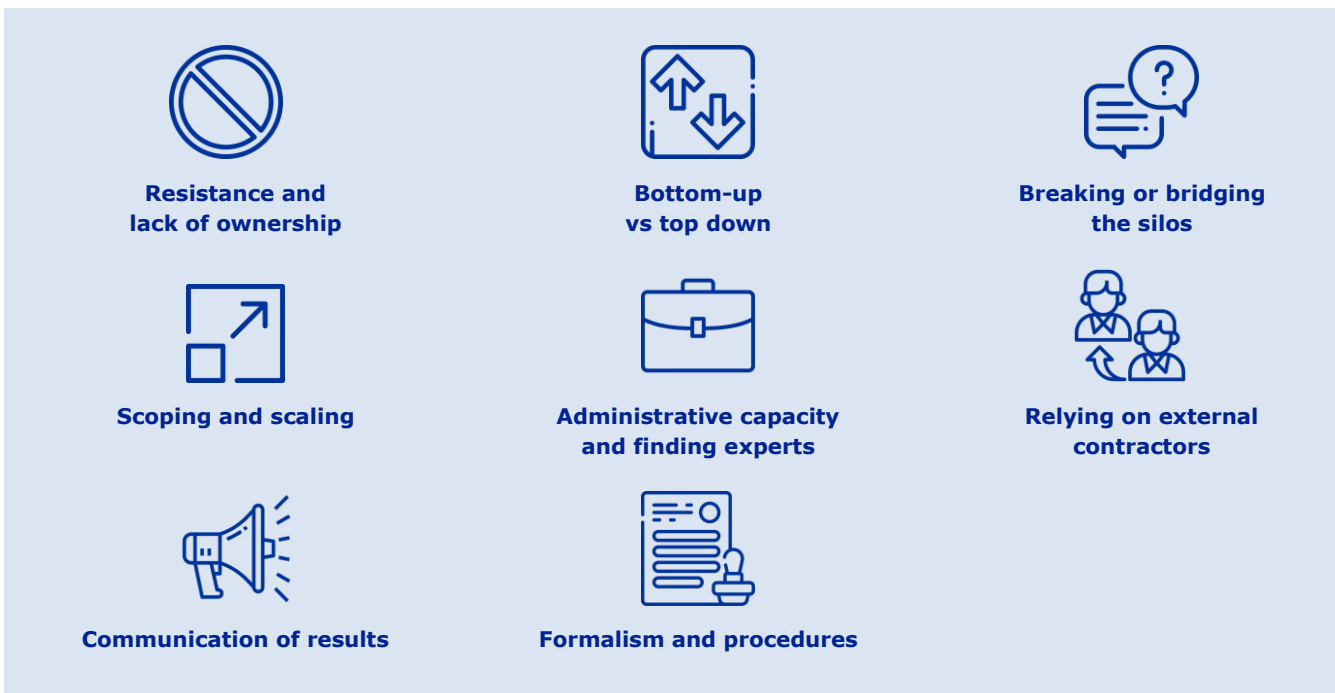 Resistance and
lack of ownership
Bottom-up
vs top down
Breaking or bridging
the silos
Scoping and scaling
Administrative capacity
and finding experts
Relying on external
contractors
Communication of results
Formalism and procedures